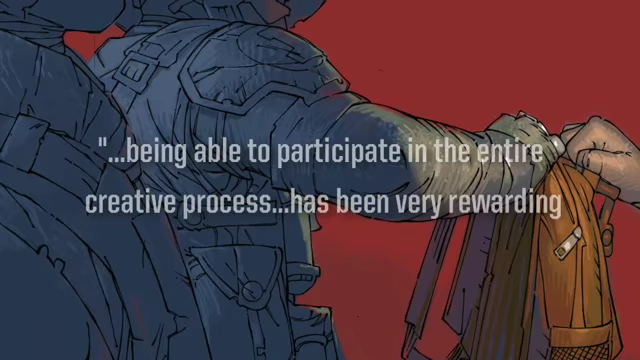 "...being able to participate in the entire
creative process...has been very rewarding